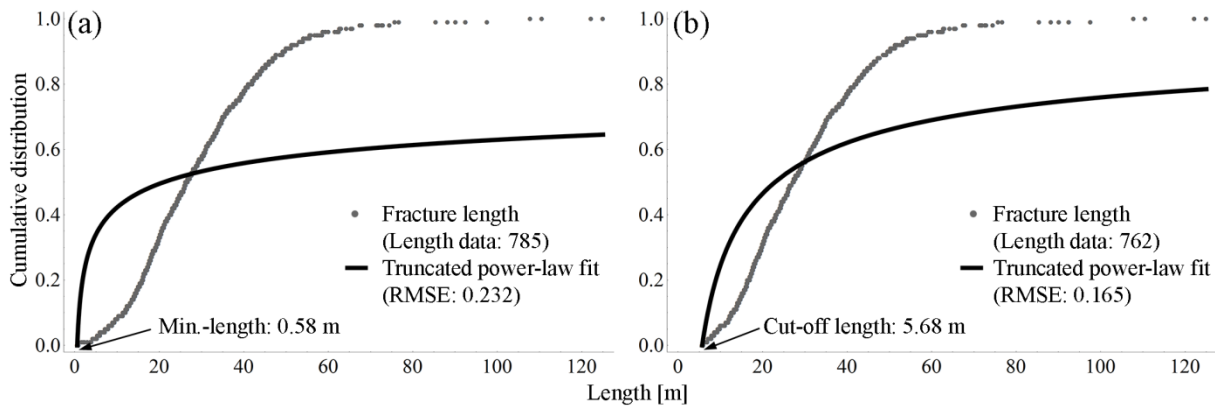 (a)
1.0
0.8
0.6
0.4
0.2
0.0
Cumulative distribution
Fracture length
(Length data: 785)
Truncated power-law fit
(RMSE: 0.232)
Min.-length: 0.58 m
0 20 40 60 80 100 120
(b)
1.0
0.8
0.6
0.4
0.2
0.0
Fracture length
(Length data: 762)
Truncated power-law fit
(RMSE: 0.165)
Cut-off length: 5.68 m
0 20 40 60 80 100 120
Length [m]